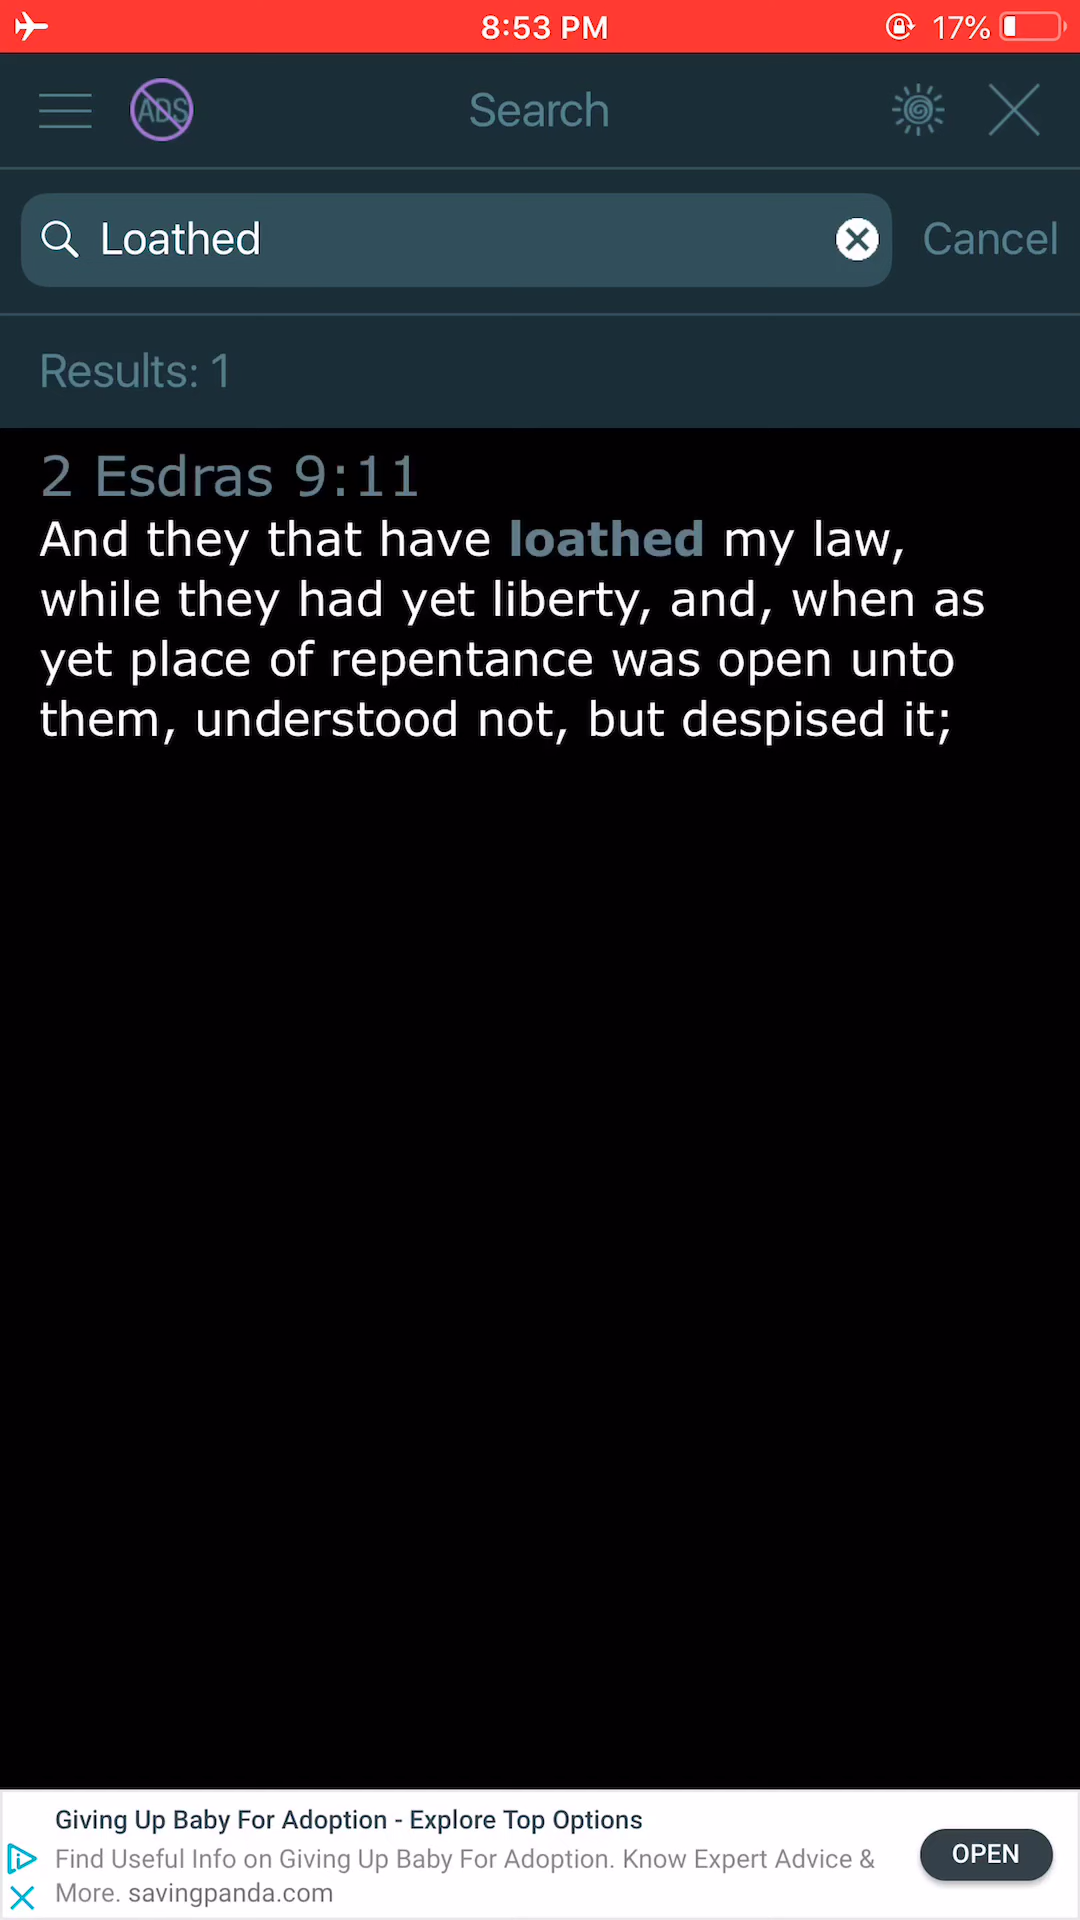 8:53 PM
17%
ADS
Search
Loathed
Cancel
Results: 1
2 Esdras 9:11
And they that have loathed my law,
while they had yet liberty, and, when as
yet place of repentance was open unto
them, understood not, but despised it;
Giving Up Baby For Adoption - Explore Top Options
Find Useful Info on Giving Up Baby For Adoption. Know Expert Advice &
More. savingpanda.com
OPEN